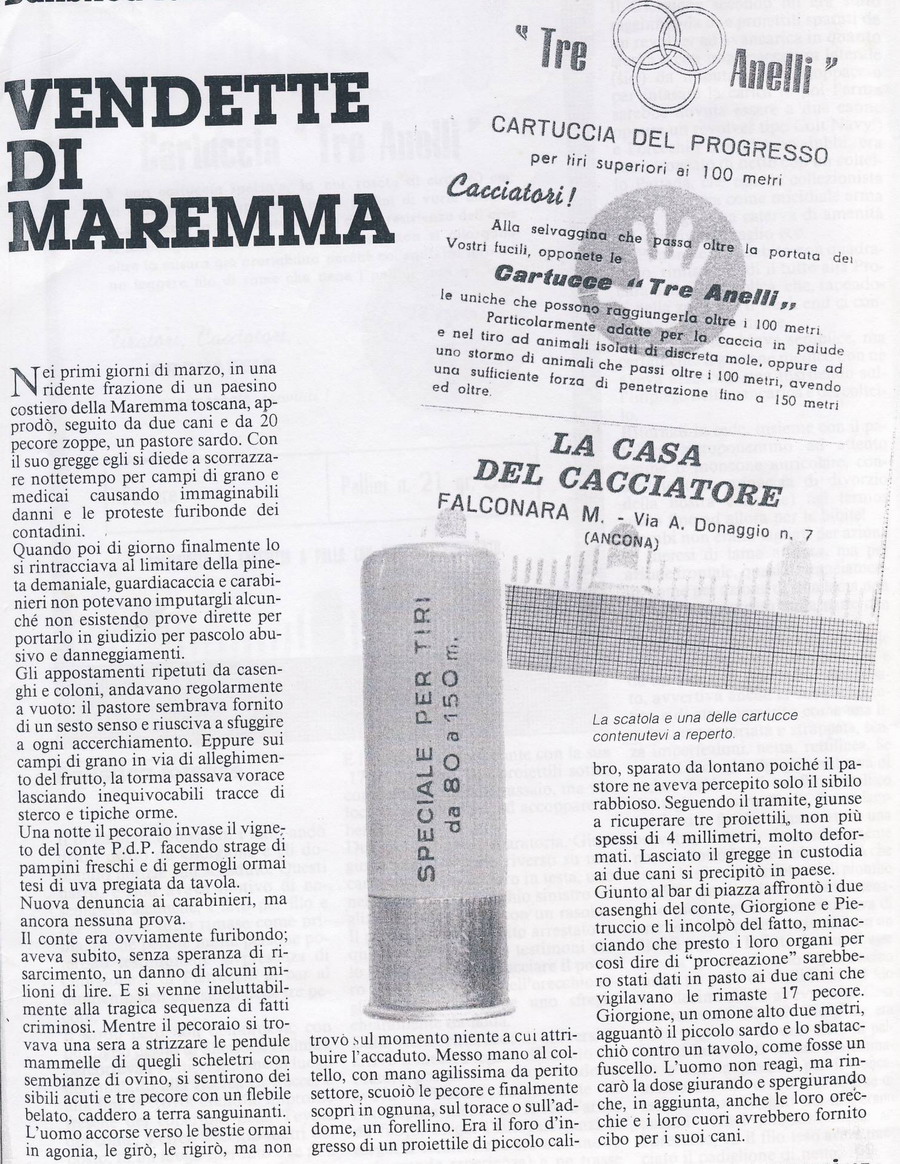 VENDETTE
DI
MAREMMA
" Tre Anelli "
CARTUCCIA DEL PROGRESSO
per tiri superiori ai 100 metri
Cacciatori!
Alla selvaggina che passa oltre la portata dei
Vostri fucili, opponete le
Cartucce "Tre Anelli„
le uniche che possono raggiungerla oltre i 100 metri.
Particolarmente adatte per la caccia in palude
e nel tiro ad animali isolati di discreta mole, oppure ad
uno stormo di animali che passi oltre i 100 metri, avendo
una sufficiente forza di penetrazione fino a 150 metri
ed oltre.
LA CASA
DEL CACCIATORE
FALCONARA M. - Via A. Donaggio n. 7
(ANCONA)
SPECIALE PER TIRI
da 80 a 150 m.
La scatola e una delle cartucce
contenutevi a reperto.
Nei primi giorni di marzo, in una
ridente frazione di un paesino
costiero della Maremma toscana, ap-
prodò, seguito da due cani e da 20
pecore zoppe, un pastore sardo. Con
il suo gregge egli si diede a scorrazza-
re nottetempo per campi di grano e
medicai causando immaginabili
danni e le proteste furibonde dei
contadini.
Quando poi di giorno finalmente lo
si rintracciava al limitare della pine-
ta demaniale, guardiacaccia e carabi-
nieri non potevano imputargli alcun-
ché non esistendo prove dirette per
portarlo in giudizio per pascolo abu-
sivo e danneggiamenti.
Gli appostamenti ripetuti da casen-
ghi e coloni, andavano regolarmente
a vuoto: il pastore sembrava fornito
di un sesto senso e riusciva a sfuggire
a ogni accerchiamento. Eppure sui
campi di grano in via di alleghimen-
to del frutto, la torma passava vorace
lasciando inequivocabili tracce di
sterco e tipiche orme.
Una notte il pecoraio invase il vigne-
to del conte P.d.P. facendo strage di
pampini freschi e di germogli ormai
tesi di uva pregiata da tavola.
Nuova denuncia ai carabinieri, ma
ancora nessuna prova.
Il conte era ovviamente furibondo;
aveva subito, senza speranza di ri-
sarcimento, un danno di alcuni mi-
lioni di lire. E si venne ineluttabil-
mente alla tragica sequenza di fatti
criminosi. Mentre il pecoraio si tro-
vava una sera a strizzare le pendule
mammelle di quegli scheletri con
sembianze di ovino, si sentirono dei
sibili acuti e tre pecore con un flebile
belato, caddero a terra sanguinanti.
L'uomo accorse verso le bestie ormai
in agonia, le girò, le rigirò, ma non
trovò sul momento niente a cui attri-
buire l'accaduto. Messo mano al col-
tello, con mano agilissima da perito
settore, scuoiò le pecore e finalmente
scoprì in ognuna, sul torace o sull'ad-
dome, un forellino. Era il foro d'in-
gresso di un proiettile di piccolo cali-
bro, sparato da lontano poiché il pa-
store ne aveva percepito solo il sibilo
rabbioso. Seguendo il tramite, giunse
a ricuperare tre proiettili, non più
spessi di 4 millimetri, molto defor-
mati. Lasciato il gregge in custodia
ai due cani si precipitò in paese.
Giunto al bar di piazza affrontò i due
casenghi del conte, Giorgione e Pie-
truccio e li incolpò del fatto, minac-
ciando che presto i loro organi per
così dire di "procreazione" sarebbe-
ro stati dati in pasto ai due cani che
vigilavano le rimaste 17 pecore.
Giorgione, un omone alto due metri,
agguantò il piccolo sardo e lo sbatac-
chiò contro un tavolo, come fosse un
fuscello. L'uomo non reagì, ma rin-
carò la dose giurando e spergiurando
che, in aggiunta, anche le loro orec-
chie e i loro cuori avrebbero fornito
cibo per i suoi cani.